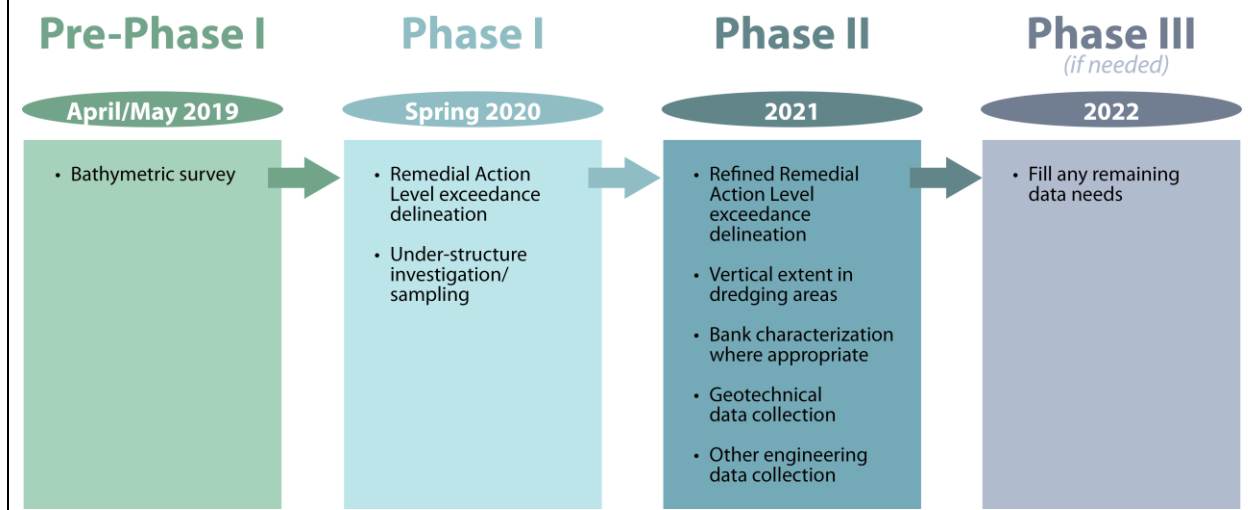 Pre-Phase I
April/May 2019
• Bathymetric survey
Phase I
Spring 2020
• Remedial Action
Level exceedance
delineation
• Under-structure
investigation/
sampling
Phase II
2021
• Refined Remedial
Action Level
exceedance
delineation
• Vertical extent in
dredging areas
• Bank characterization
where appropriate
• Geotechnical
data collection
• Other engineering
data collection
Phase III
(if needed)
2022
• Fill any remaining
data needs